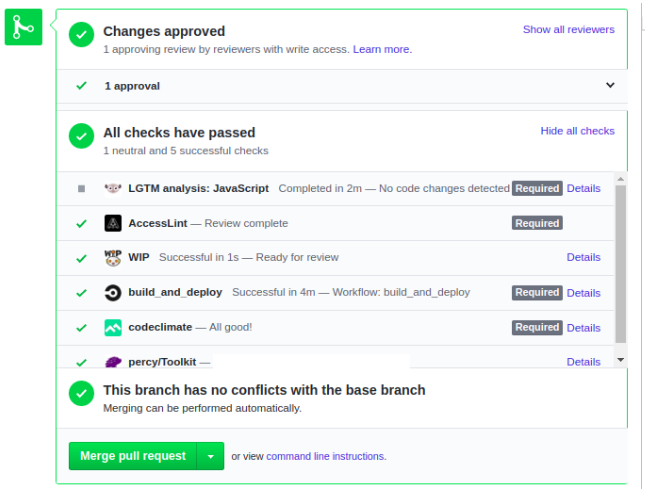 Changes approved
Show all reviewers
1 approving review by reviewers with write access. Learn more.
1 approval
All checks have passed
Hide all checks
1 neutral and 5 successful checks
LGTM analysis: JavaScript Completed in 2m — No code changes detected Required Details
AccessLint — Review complete Required
WIP Successful in 1s — Ready for review Details
build_and_deploy Successful in 4m — Workflow: build_and_deploy Required Details
codeclimate — All good! Required Details
percy/Toolkit — Details
This branch has no conflicts with the base branch
Merging can be performed automatically.
Merge pull request or view command line instructions.